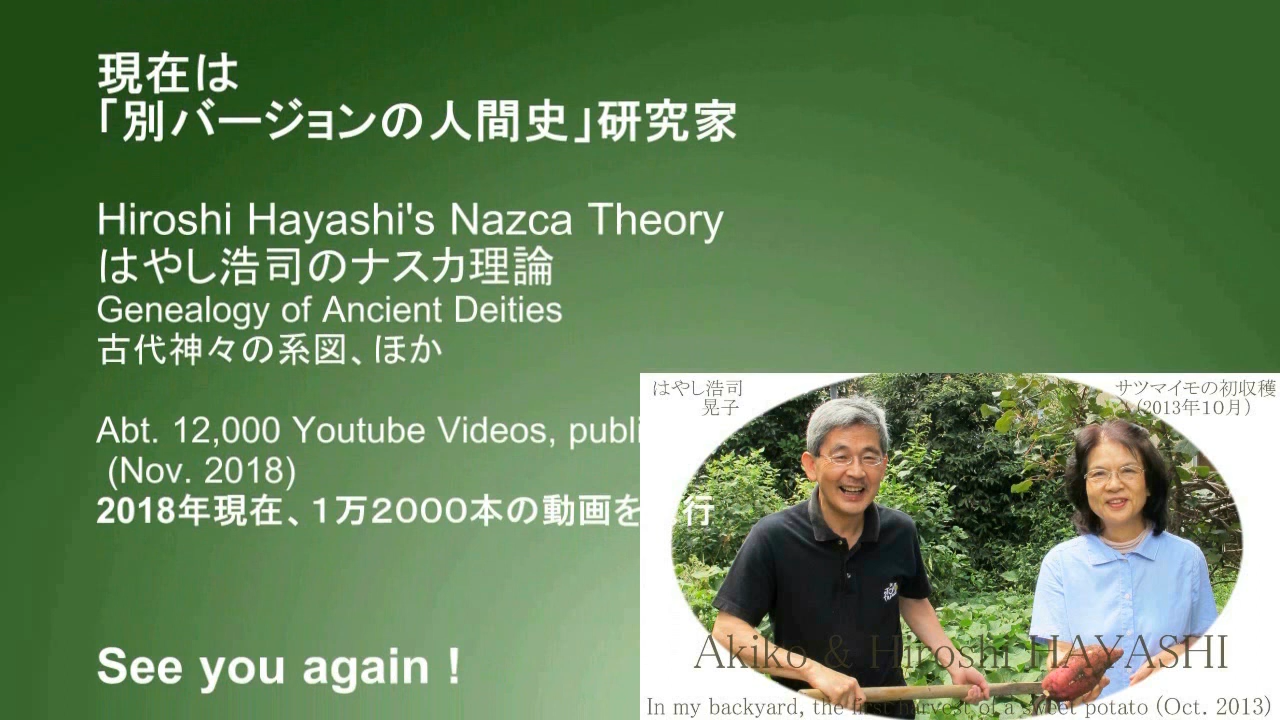 現在は
「別バージョンの人間史」研究家
Hiroshi Hayashi's Nazca Theory
はやし浩司のナスカ理論
Genealogy of Ancient Deities
古代神々の系図、ほか
Abt. 12,000 Youtube Videos, publi
(Nov. 2018)
2018年現在、１万２０００本の動画を 行
See you again !
はやし浩司
晃子
サツマイモの初収穫
(2013年10月)
Akiko & Hiroshi HAYASHI
In my backyard, the first harvest of a sweet potato (Oct. 2013)